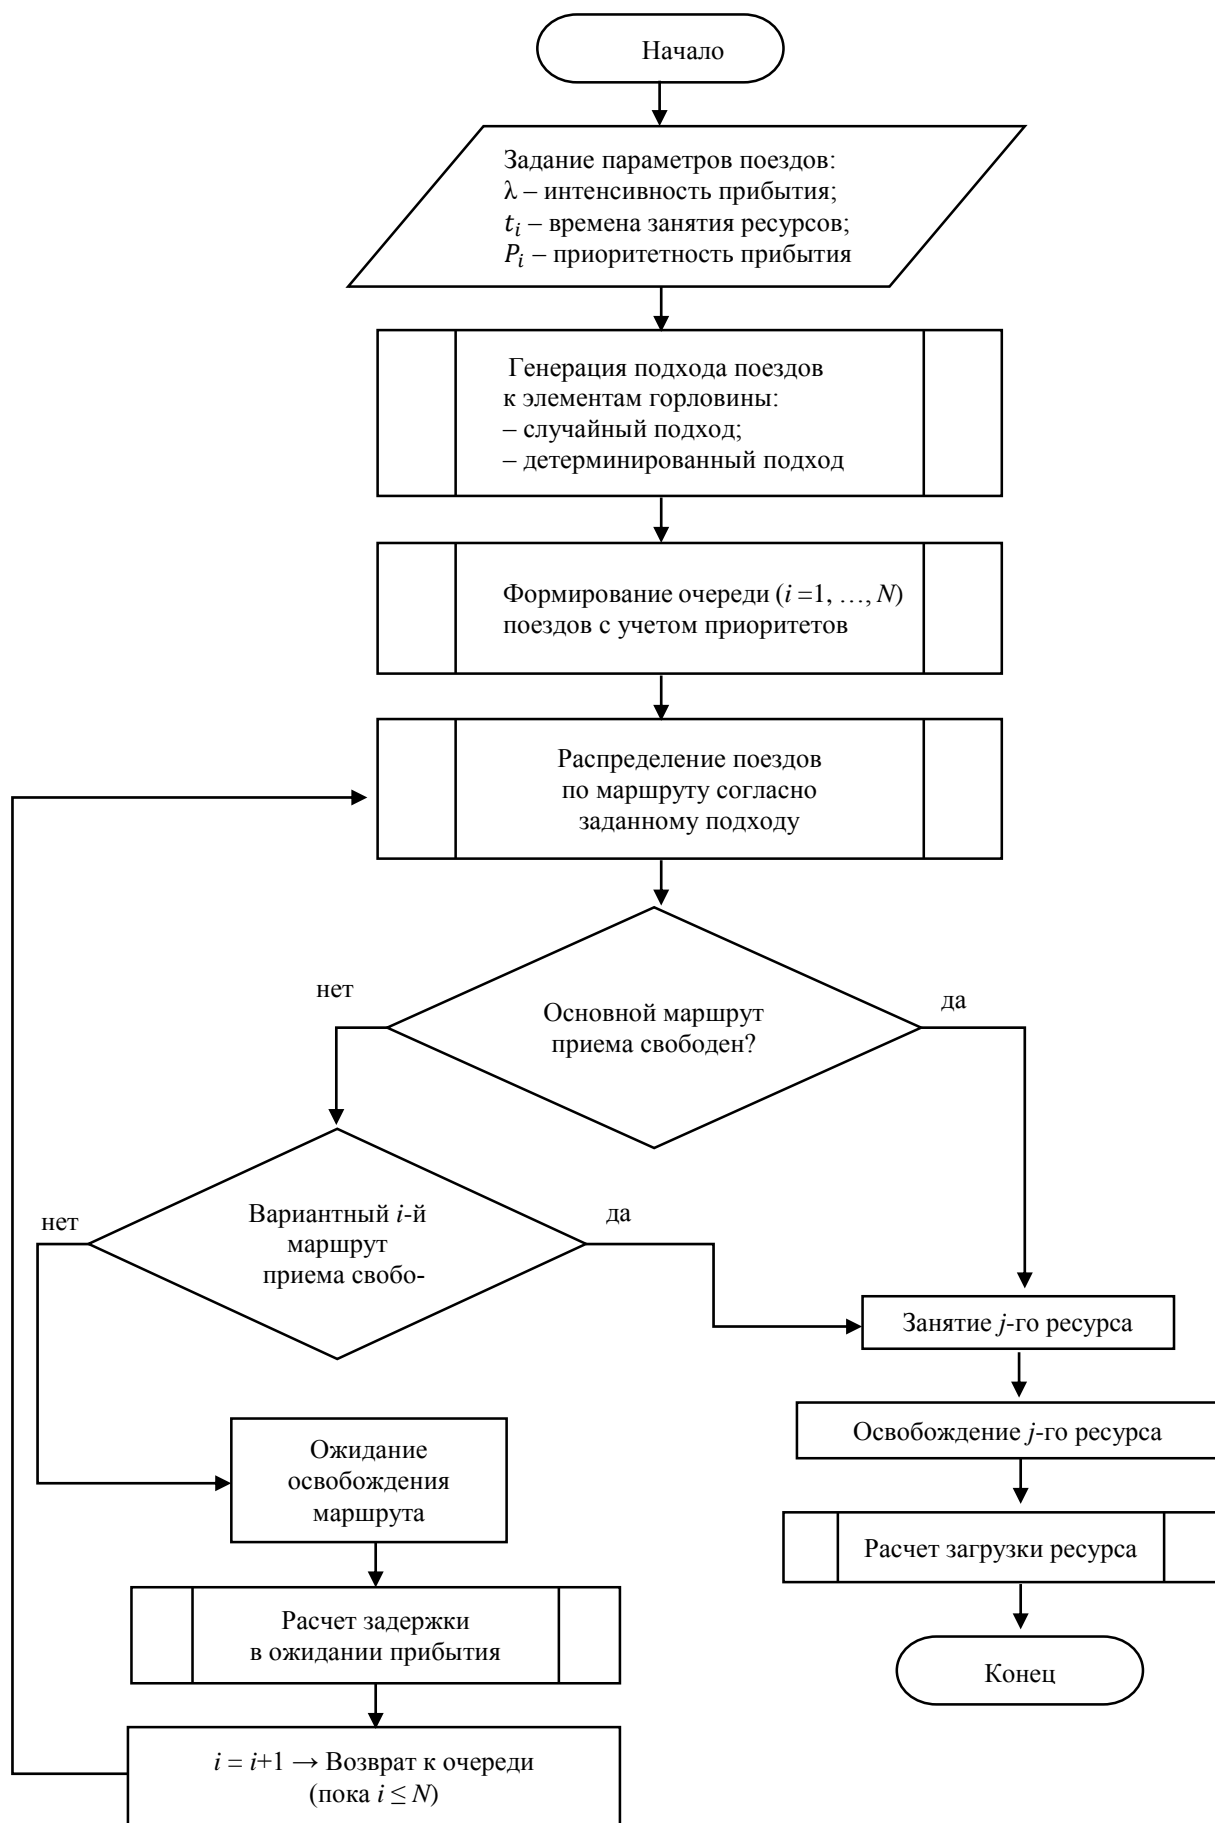 Начало
Задание параметров поездов:
λ – интенсивность прибытия;
tᵢ – времена занятия ресурсов;
Pᵢ – приоритетность прибытия
Генерация подхода поездов
к элементам горловины:
– случайный подход;
– детерминированный подход
Формирование очереди (i =1, …, N)
поездов с учетом приоритетов
Распределение поездов
по маршруту согласно
заданному подходу
нет
да
Основной маршрут
приема свободен?
нет
да
Вариантный i-й
маршрут
приема свобо-
Занятие j-го ресурса
Освобождение j-го ресурса
Расчет загрузки ресурса
Конец
Ожидание
освобождения
маршрута
Расчет задержки
в ожидании прибытия
i = i+1 → Возврат к очереди
(пока i ≤ N)